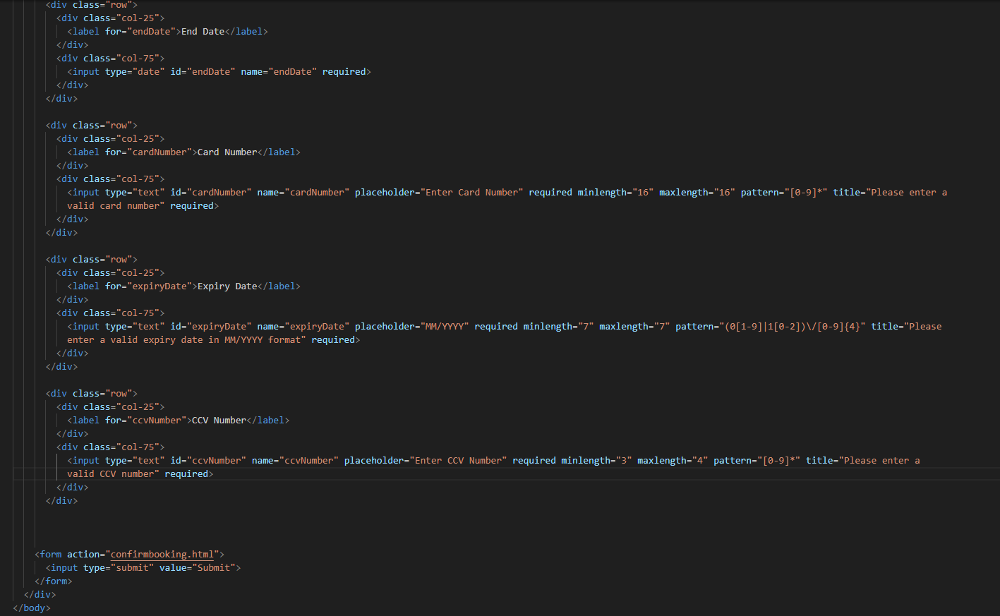 <div class="row">
<div class="col-25">
<label for="endDate">End Date</label>
</div>
<div class="col-75">
<input type="date" id="endDate" name="endDate" required>
</div>
</div>
<div class="row">
<div class="col-25">
<label for="cardNumber">Card Number</label>
</div>
<div class="col-75">
<input type="text" id="cardNumber" name="cardNumber" placeholder="Enter Card Number" required minlength="16" maxlength="16" pattern="[0-9]*" title="Please enter a
valid card number" required>
</div>
</div>
<div class="row">
<div class="col-25">
<label for="expiryDate">Expiry Date</label>
</div>
<div class="col-75">
<input type="text" id="expiryDate" name="expiryDate" placeholder="MM/YYYY" required minlength="7" maxlength="7" pattern="(0[1-9]|1[0-2])\/[0-9]{4}" title="Please
enter a valid expiry date in MM/YYYY format" required>
</div>
</div>
<div class="row">
<div class="col-25">
<label for="ccvNumber">CCV Number</label>
</div>
<div class="col-75">
<input type="text" id="ccvNumber" name="ccvNumber" placeholder="Enter CCV Number" required minlength="3" maxlength="4" pattern="[0-9]*" title="Please enter a
valid CCV number" required>
</div>
</div>
<form action="confirmbooking.html">
<input type="submit" value="Submit">
</form>
</div>
</body>